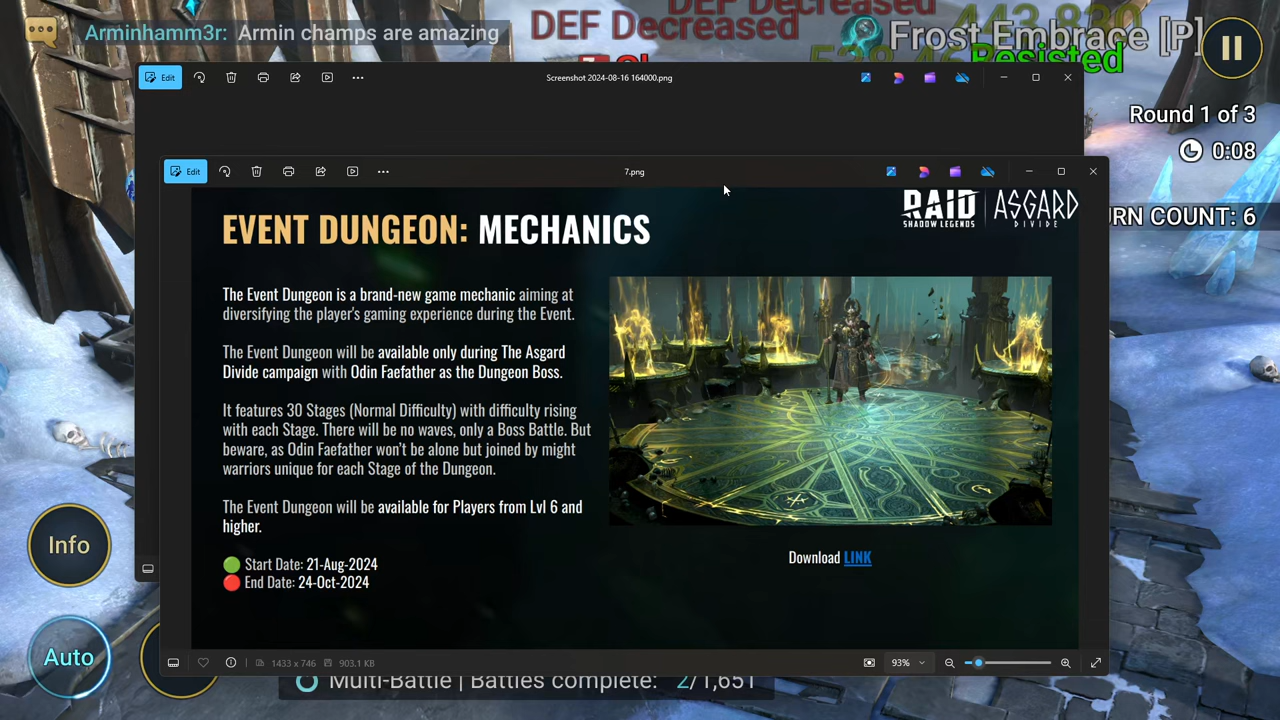 Arminhamm3r: Armin champs are amazing
DEF Decreased
DEF Decreased
443,830
Frost Embrace [P]
Resisted
Round 1 of 3
0:08
URN COUNT: 6
Edit
Screenshot 2024-08-16 164000.png
Edit
7.png
EVENT DUNGEON: MECHANICS
RAID
SHADOW LEGENDS
ASGARD
DIVIDE
The Event Dungeon is a brand-new game mechanic aiming at
diversifying the player's gaming experience during the Event.
The Event Dungeon will be available only during The Asgard
Divide campaign with Odin Faefather as the Dungeon Boss.
It features 30 Stages (Normal Difficulty) with difficulty rising
with each Stage. There will be no waves, only a Boss Battle. But
beware, as Odin Faefather won't be alone but joined by might
warriors unique for each Stage of the Dungeon.
The Event Dungeon will be available for Players from Lvl 6 and
higher.
Start Date: 21-Aug-2024
End Date: 24-Oct-2024
Download LINK
Info
Auto
1433 x 746
903.1 KB
93%
Multi-Battle | Battles complete: 2/1,651